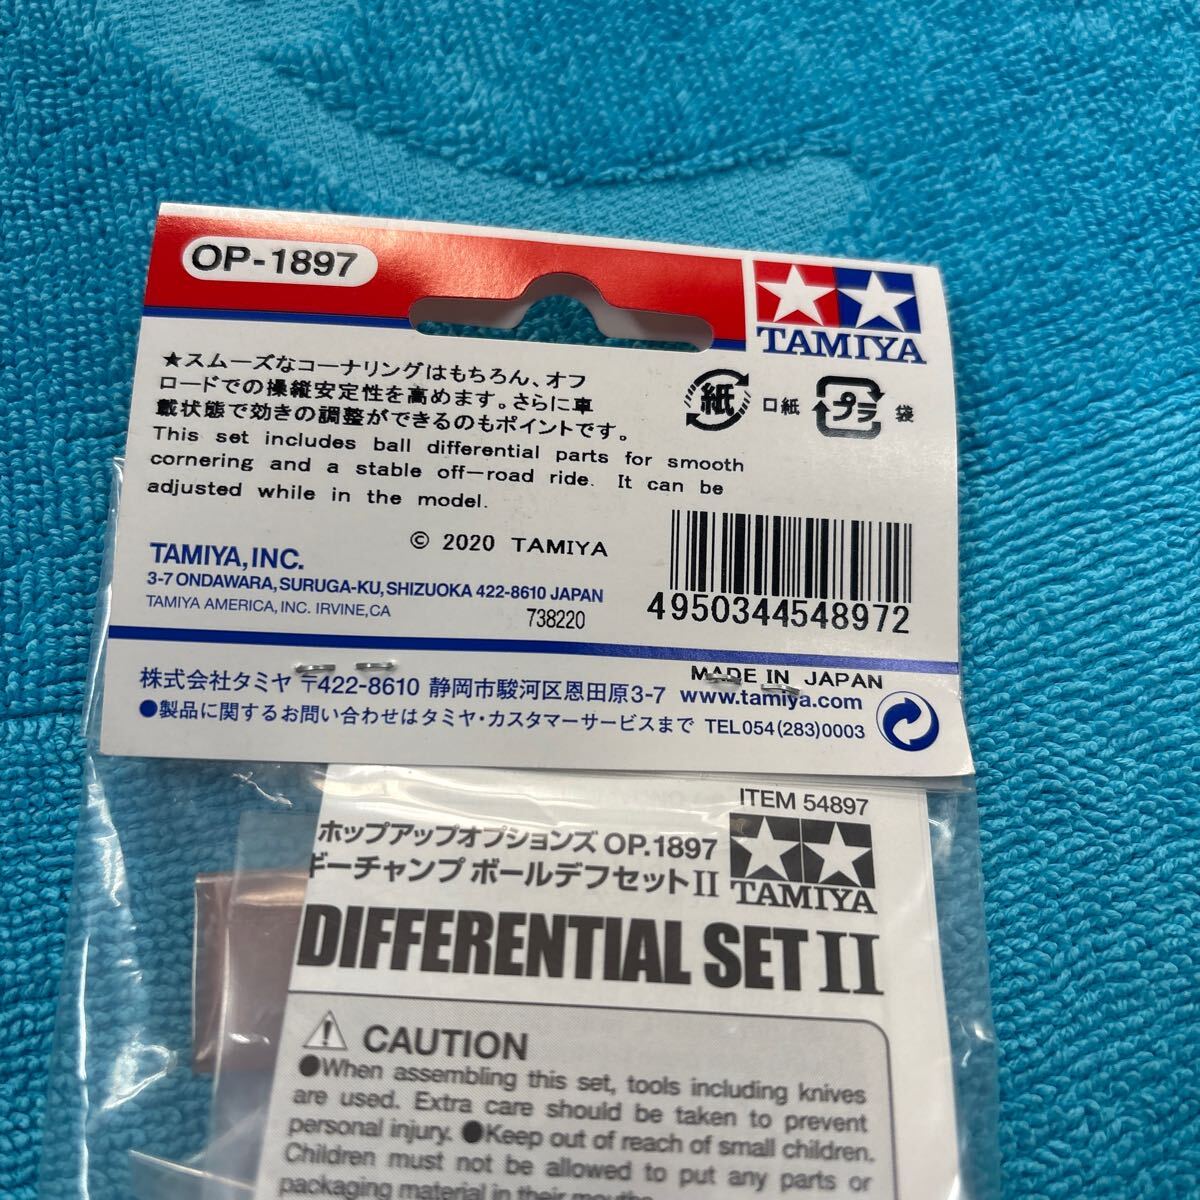 OP-1897
TAMIYA
★スムーズなコーナリングはもちろん、オフ
ロードでの操縦安定性を高めます。さらに車
載状態で効きの調整ができるのもポイントです。
This set includes ball differential parts for smooth
cornering and a stable off-road ride. It can be
adjusted while in the model.
紙 口紙 プラ 袋
© 2020 TAMIYA
TAMIYA,INC.
3-7 ONDAWARA,SURUGA-KU,SHIZUOKA 422-8610 JAPAN
TAMIYA AMERICA,INC. IRVINE,CA
738220
4950344548972
MADE IN JAPAN
株式会社タミヤ 〒422-8610 静岡市駿河区恩田原3-7 www.tamiya.com
●製品に関するお問い合わせはタミヤ・カスタマーサービスまで TEL054(283)0003
ITEM 54897
ホップアップオプションズ OP.1897
ギーチャンプ ボールデフセットII
TAMIYA
DIFFERENTIAL SET II
CAUTION
●When assembling this set, tools including knives
are used. Extra care should be taken to prevent
personal injury. ●Keep out of reach of small children.
Children must not be allowed to put any parts or
packaging material in their mouths